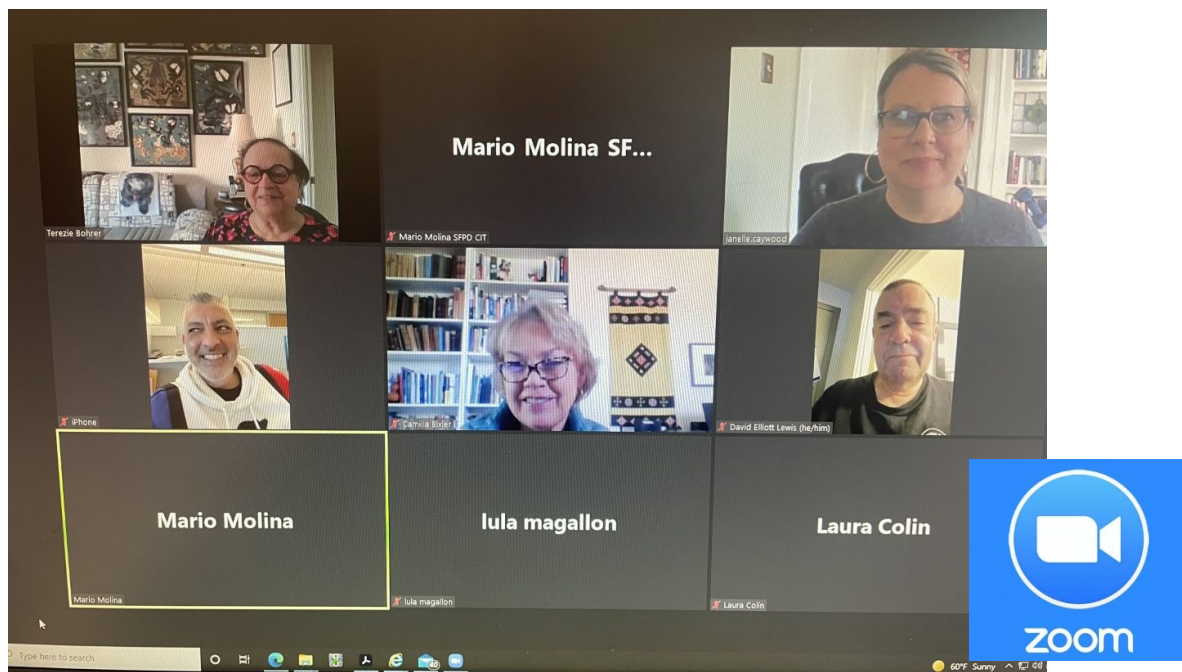 Terezie Bohrer
Mario Molina SF...
Mario Molina SFPD CIT
janelle.caywood
iPhone
Camilla Bixler
David Elliott Lewis (he/him)
Mario Molina
Mario Molina
lula magallon
lula magallon
Laura Colin
Laura Colin
Type here to search
40
60°F Sunny
zoom